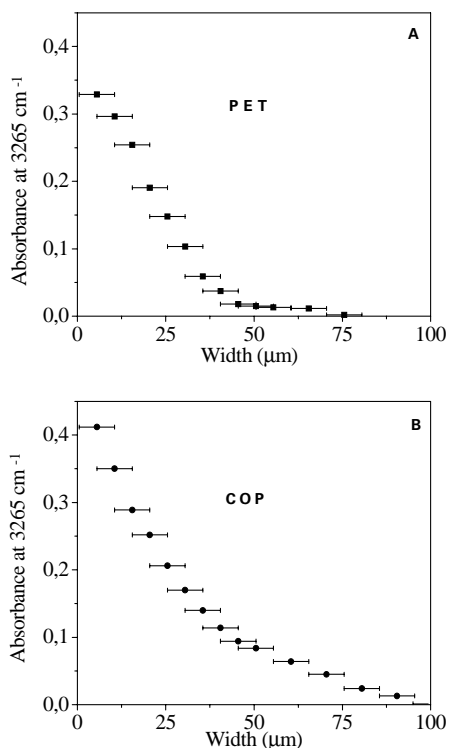 A
PET
Absorbance at 3265 cm⁻¹
0,4
0,3
0,2
0,1
0,0
0 25 50 75 100
Width (μm)
B
COP
Absorbance at 3265 cm⁻¹
0,4
0,3
0,2
0,1
0,0
0 25 50 75 100
Width (μm)